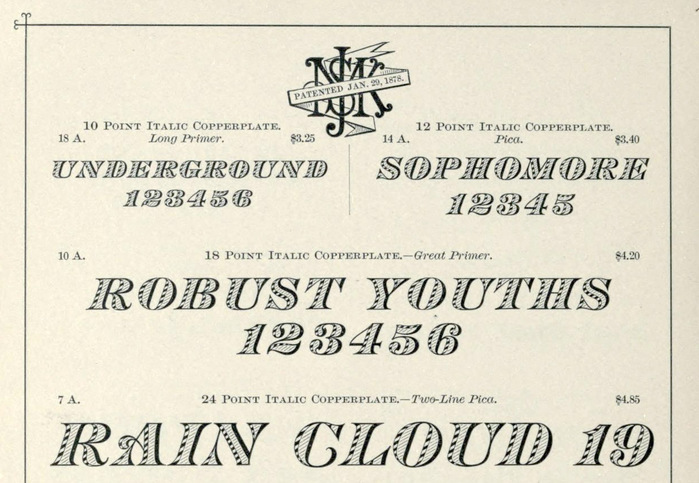 MSJK
PATENTED JAN. 29, 1878.
10 POINT ITALIC COPPERPLATE.
18 A. Long Primer. $3.25
UNDERGROUND
123456
12 POINT ITALIC COPPERPLATE.
14 A. Pica. $3.40
SOPHOMORE
12345
10 A. 18 POINT ITALIC COPPERPLATE.—Great Primer. $4.20
ROBUST YOUTHS
123456
7 A. 24 POINT ITALIC COPPERPLATE.—Two-Line Pica. $4.85
RAIN CLOUD 19